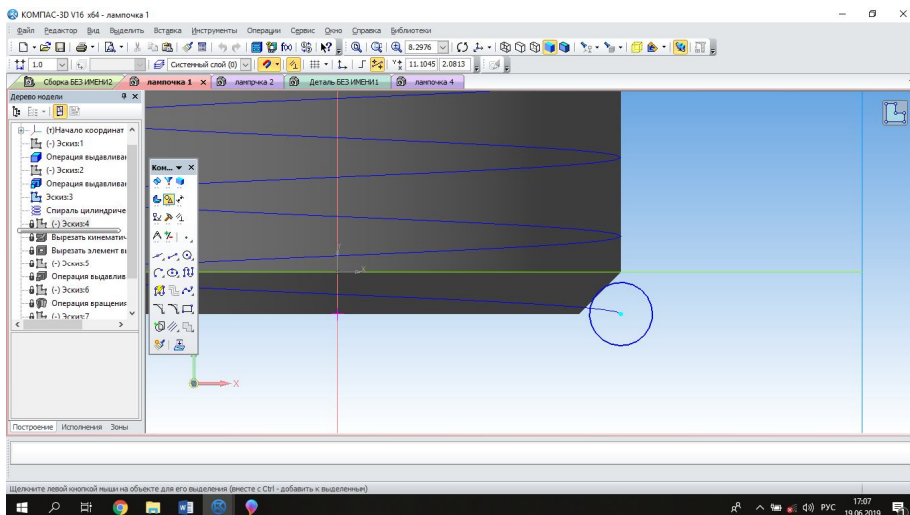 КОМПАС-3D V16 x64 - лампочка 1
Файл Редактор Вид Выделить Вставка Инструменты Операции Сервис Окно Справка Библиотеки
8.2976
1.0 Системный слой (0) 11.1045 2.0813
Сборка БЕЗ ИМЕНИ2 лампочка 1 лампрчка 2 Деталь БЕЗ ИМЕНИ1 лампочка 4
Дерево модели
(т)Начало координат
(-) Эскиз:1
Операция выдавливан
(-) Эскиз:2
Операция выдавливан
Эскиз:3
Спираль цилиндриче
(-) Эскиз:4
Вырезать кинематич
Вырезать элемент вы
(-) Эскиз:5
Операция выдавлив
(-) Эскиз:6
Операция вращения
(-) Эскиз:7
Ком...
X
X
Построение Исполнения Зоны
Щелкните левой кнопкой мыши на объекте для его выделения (вместе с Ctrl - добавить к выделенным)
РУС
17:07
19.06.2019